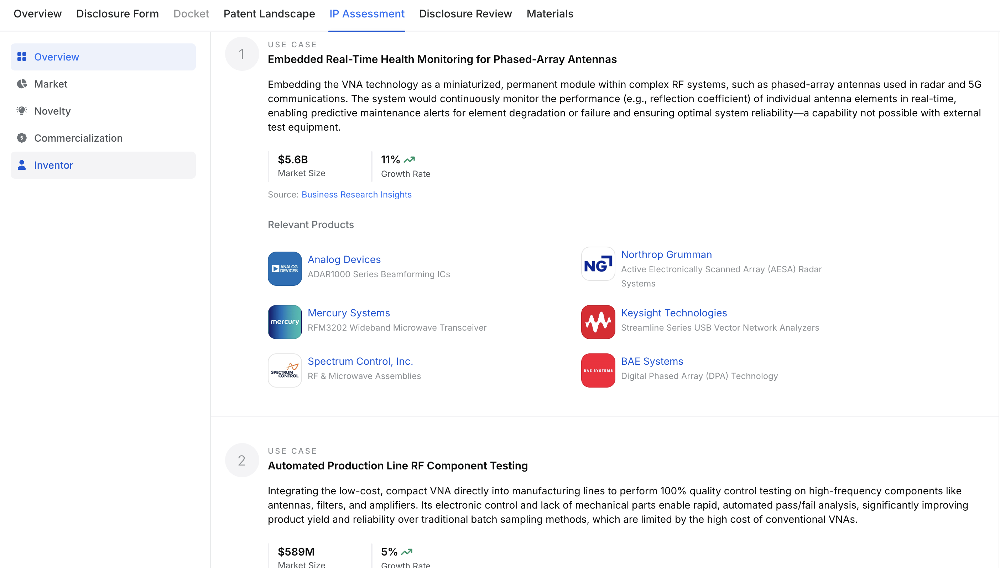 Overview
Disclosure Form
Docket
Patent Landscape
IP Assessment
Disclosure Review
Materials
Overview
Market
Novelty
Commercialization
Inventor
1
USE CASE
Embedded Real-Time Health Monitoring for Phased-Array Antennas
Embedding the VNA technology as a miniaturized, permanent module within complex RF systems, such as phased-array antennas used in radar and 5G
communications. The system would continuously monitor the performance (e.g., reflection coefficient) of individual antenna elements in real-time,
enabling predictive maintenance alerts for element degradation or failure and ensuring optimal system reliability—a capability not possible with external
test equipment.
$5.6B
Market Size
11%
Growth Rate
Source: Business Research Insights
Relevant Products
ANALOG
DEVICES
Analog Devices
ADAR1000 Series Beamforming ICs
NG
Northrop Grumman
Active Electronically Scanned Array (AESA) Radar
Systems
mercury
Mercury Systems
RFM3202 Wideband Microwave Transceiver
Keysight Technologies
Streamline Series USB Vector Network Analyzers
SPECTRUM
CONTROL
Spectrum Control, Inc.
RF & Microwave Assemblies
BAE SYSTEMS
BAE Systems
Digital Phased Array (DPA) Technology
2
USE CASE
Automated Production Line RF Component Testing
Integrating the low-cost, compact VNA directly into manufacturing lines to perform 100% quality control testing on high-frequency components like
antennas, filters, and amplifiers. Its electronic control and lack of mechanical parts enable rapid, automated pass/fail analysis, significantly improving
product yield and reliability over traditional batch sampling methods, which are limited by the high cost of conventional VNAs.
$589M
Market Size
5%
Growth Rate